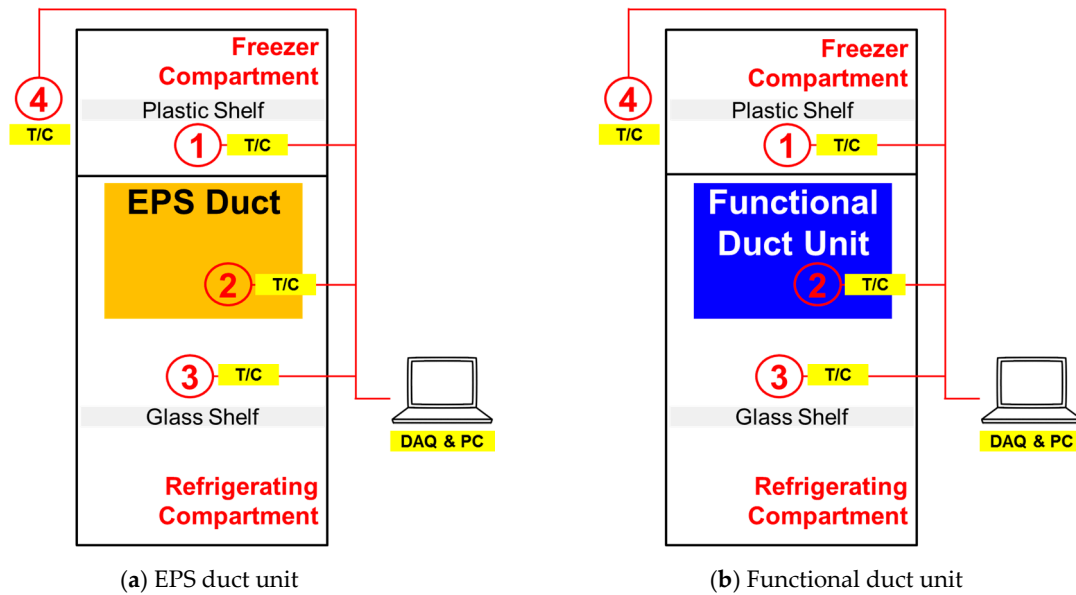 Freezer
Compartment
4
T/C
Plastic Shelf
1
T/C
EPS Duct
2
T/C
3
T/C
Glass Shelf
DAQ & PC
Refrigerating
Compartment
(a) EPS duct unit
Freezer
Compartment
4
T/C
Plastic Shelf
1
T/C
Functional
Duct Unit
2
T/C
3
T/C
Glass Shelf
DAQ & PC
Refrigerating
Compartment
(b) Functional duct unit